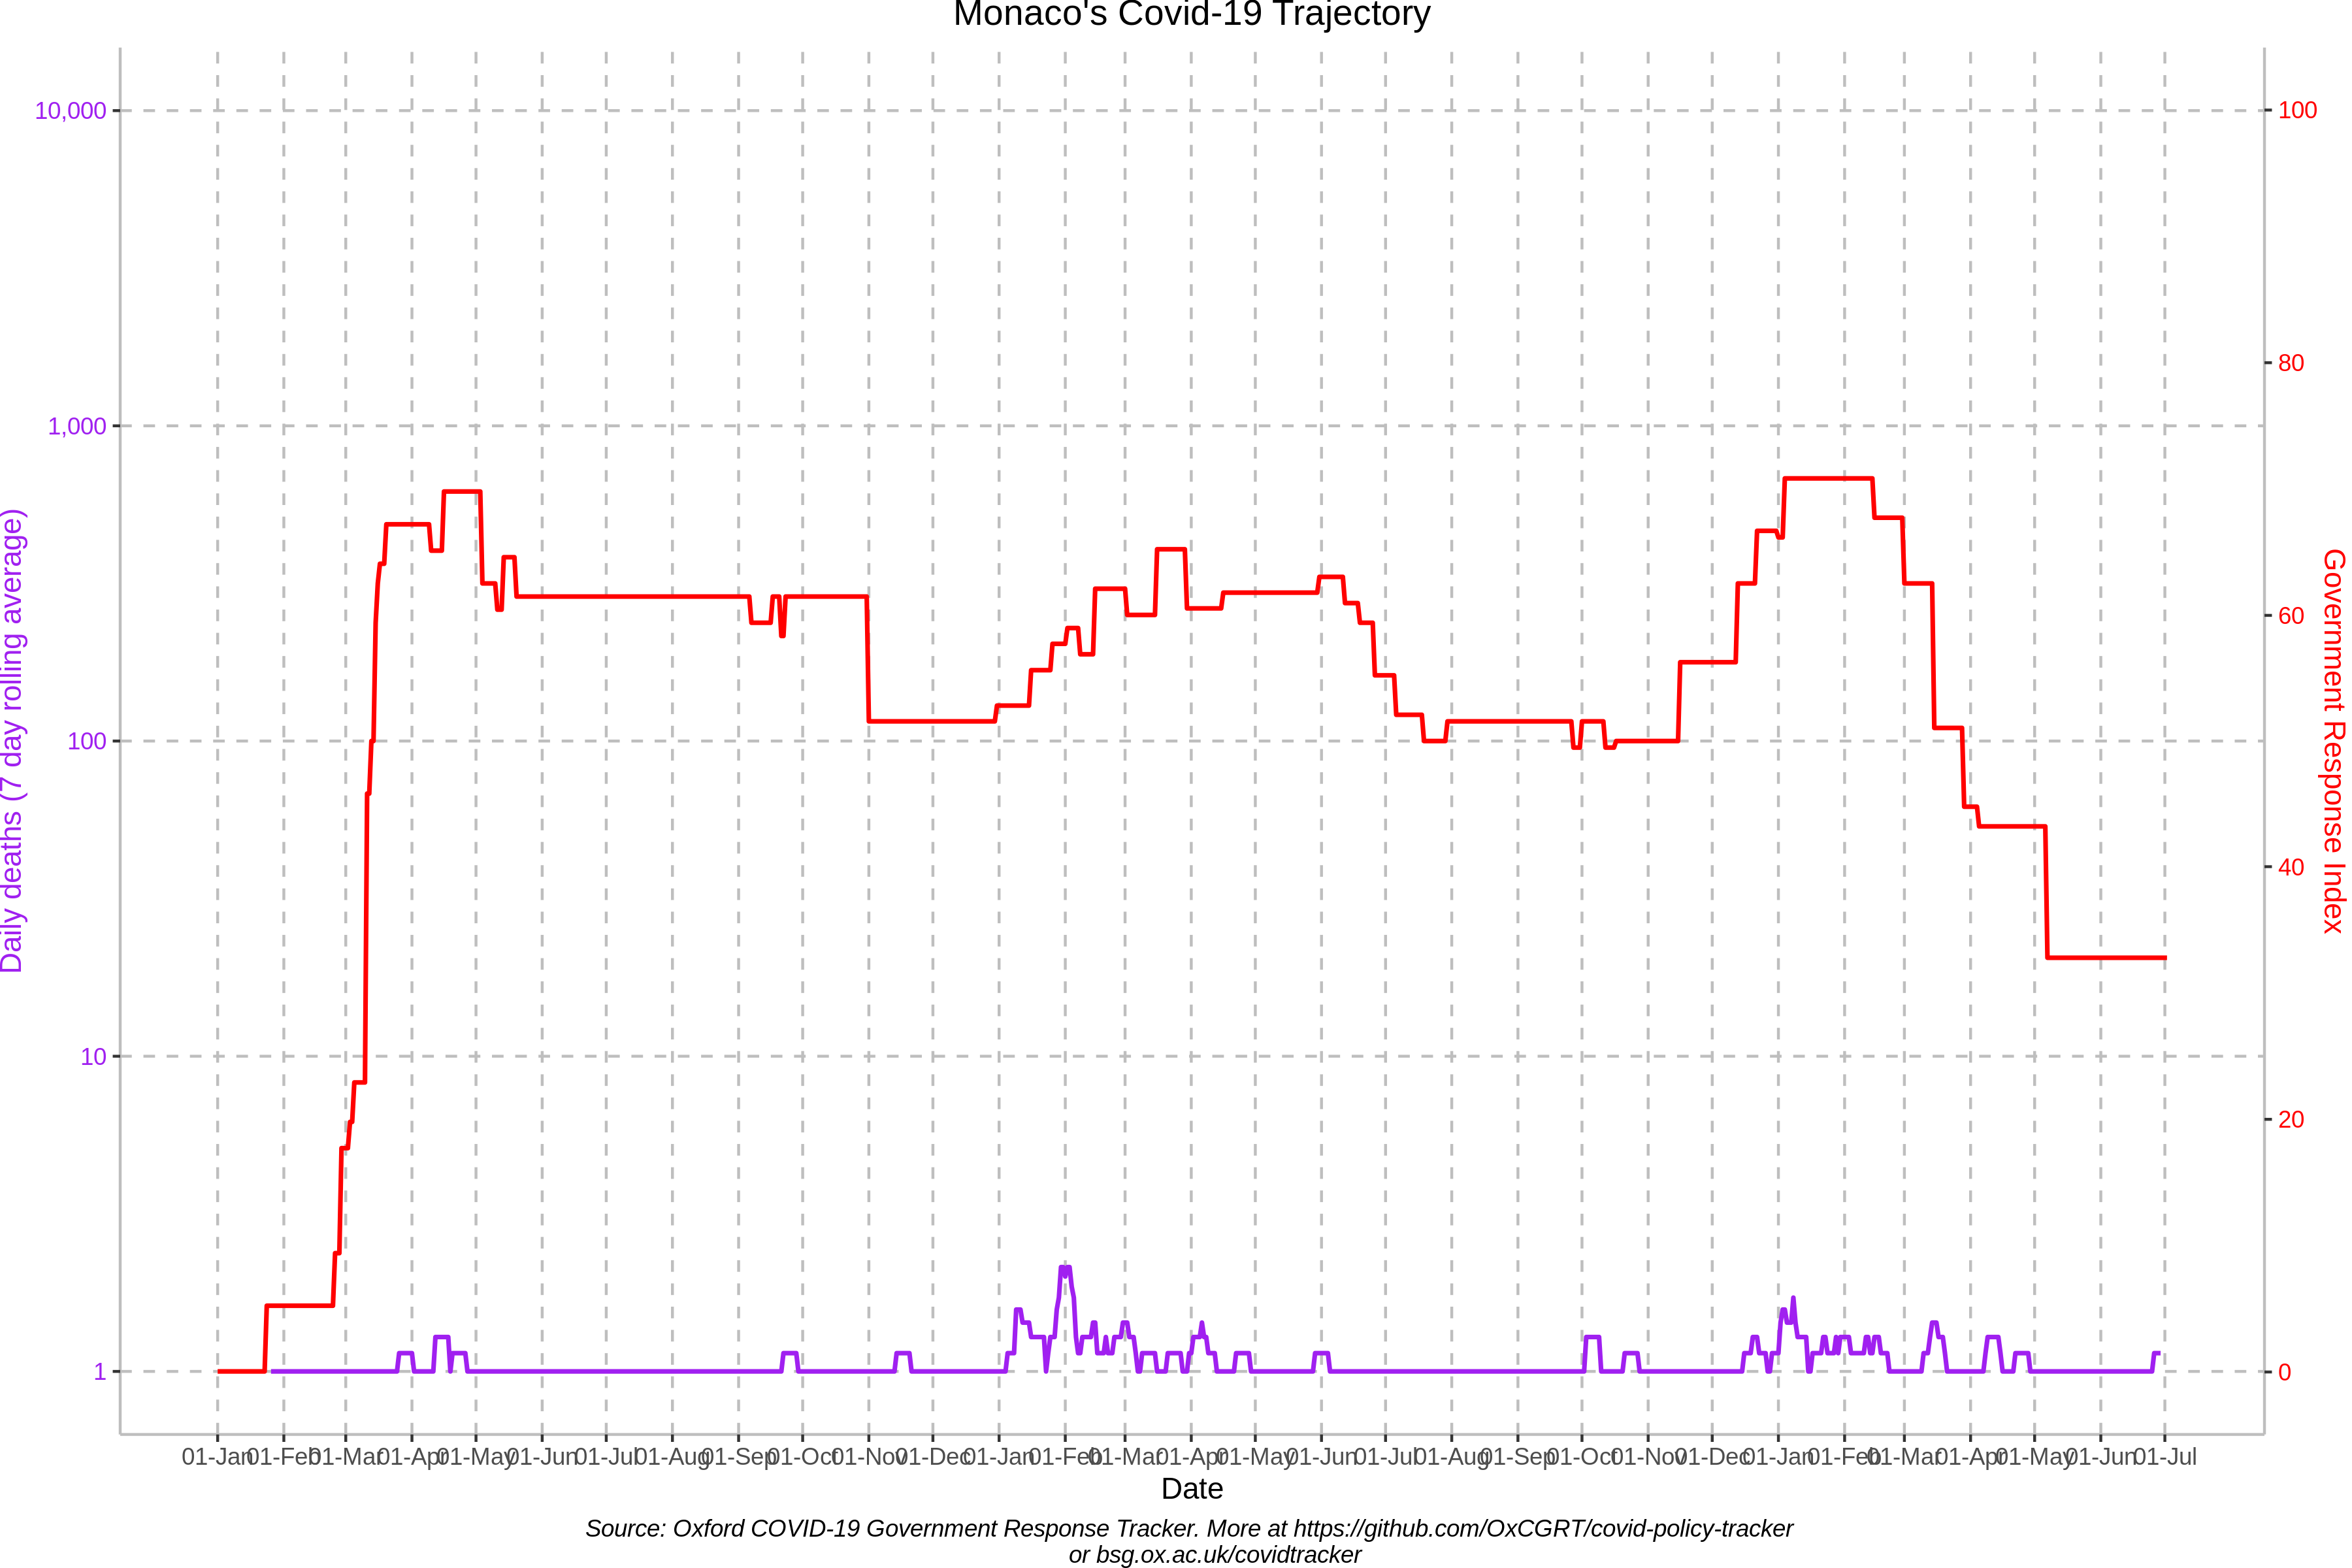 Monaco's Covid-19 Trajectory
10,000
1,000
100
10
1
Daily deaths (7 day rolling average)
100
80
60
40
20
0
Government Response Index
01-Jan 01-Feb 01-Mar 01-Apr 01-May 01-Jun 01-Jul 01-Aug 01-Sep 01-Oct 01-Nov 01-Dec 01-Jan 01-Feb 01-Mar 01-Apr 01-May 01-Jun 01-Jul 01-Aug 01-Sep 01-Oct 01-Nov 01-Dec 01-Jan 01-Feb 01-Mar 01-Apr 01-May 01-Jun 01-Jul
Date
Source: Oxford COVID-19 Government Response Tracker. More at https://github.com/OxCGRT/covid-policy-tracker
or bsg.ox.ac.uk/covidtracker